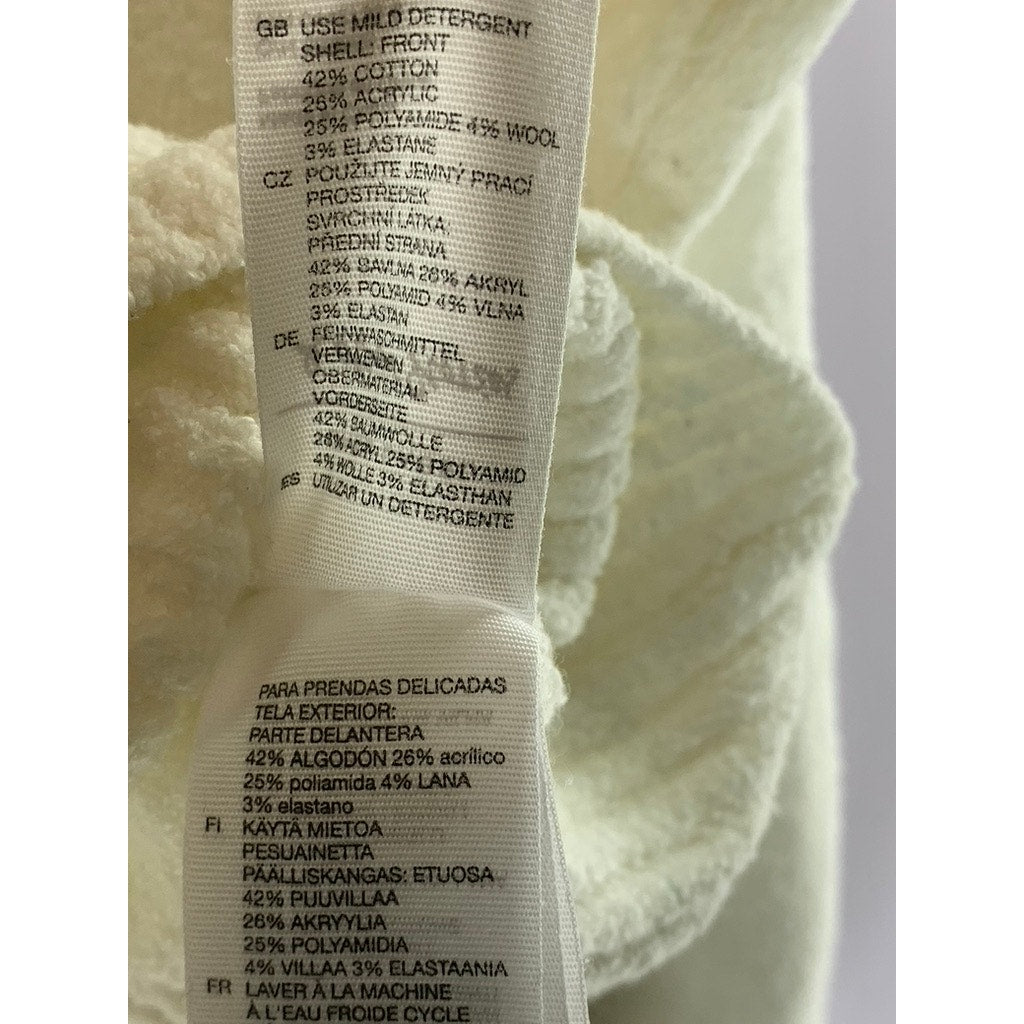 GB USE MILD DETERGENT
SHELL: FRONT
42% COTTON
26% ACRYLIC
25% POLYAMIDE 4% WOOL
3% ELASTANE
CZ POUŽIJTE JEMNÝ PRACÍ
PROSTŘEDEK
SVRCHNÍ LÁTKA:
PŘEDNÍ STRANA
42% BAVLNA 26% AKRYL
25% POLYAMID 4% VLNA
3% ELASTAN
DE FEINWASCHMITTEL
VERWENDEN
OBERMATERIAL:
VORDERSEITE
42% BAUMWOLLE
26% ACRYL 25% POLYAMID
4% WOLLE 3% ELASTHAN
ES UTILIZAR UN DETERGENTE
PARA PRENDAS DELICADAS
TELA EXTERIOR:
PARTE DELANTERA
42% ALGODÓN 26% acrílico
25% poliamida 4% LANA
3% elastano
FI KÄYTÄ MIETOA
PESUAINETTA
PÄÄLLISKANGAS: ETUOSA
42% PUUVILLAA
26% AKRYYLIA
25% POLYAMIDIA
4% VILLAA 3% ELASTAANIA
FR LAVER À LA MACHINE
À L'EAU FROIDE CYCLE